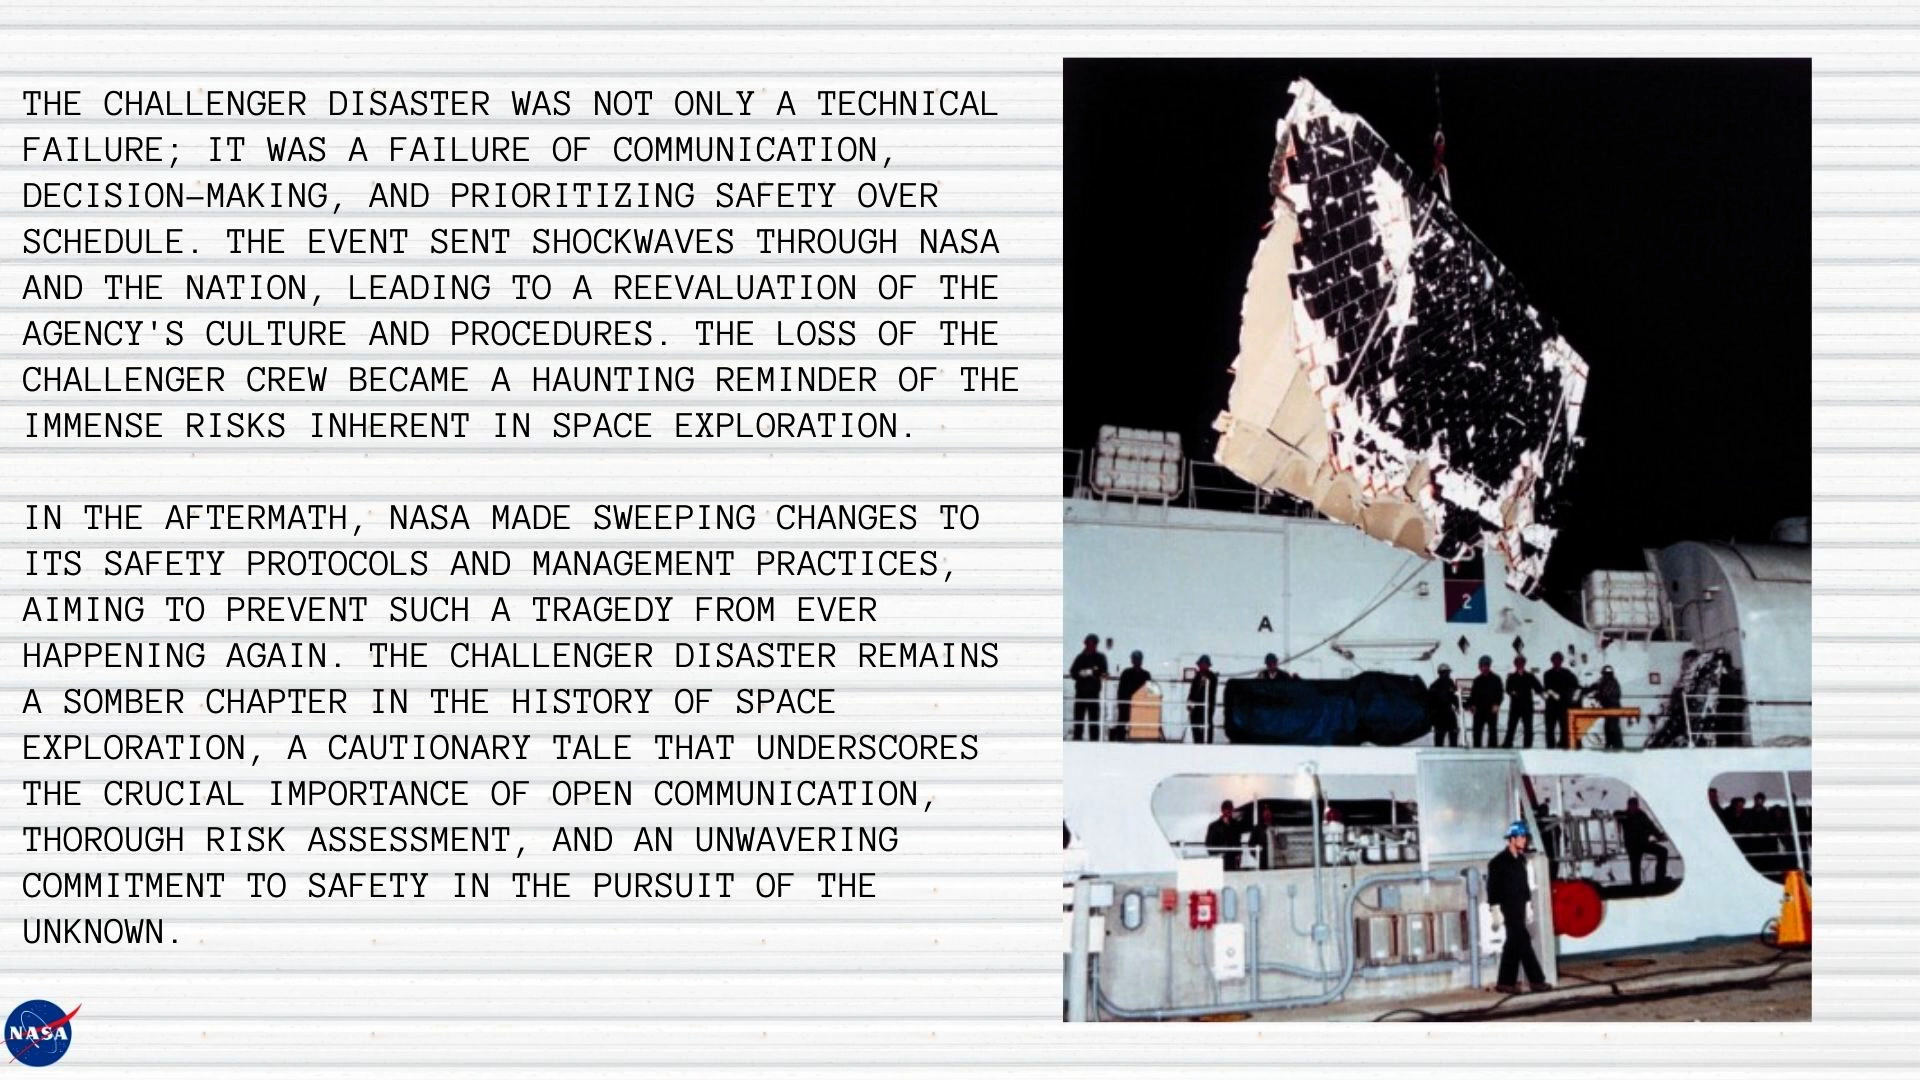 THE CHALLENGER DISASTER WAS NOT ONLY A TECHNICAL
FAILURE; IT WAS A FAILURE OF COMMUNICATION,
DECISION–MAKING, AND PRIORITIZING SAFETY OVER
SCHEDULE. THE EVENT SENT SHOCKWAVES THROUGH NASA
AND THE NATION, LEADING TO A REEVALUATION OF THE
AGENCY'S CULTURE AND PROCEDURES. THE LOSS OF THE
CHALLENGER CREW BECAME A HAUNTING REMINDER OF THE
IMMENSE RISKS INHERENT IN SPACE EXPLORATION.
IN THE AFTERMATH, NASA MADE SWEEPING CHANGES TO
ITS SAFETY PROTOCOLS AND MANAGEMENT PRACTICES,
AIMING TO PREVENT SUCH A TRAGEDY FROM EVER
HAPPENING AGAIN. THE CHALLENGER DISASTER REMAINS
A SOMBER CHAPTER IN THE HISTORY OF SPACE
EXPLORATION, A CAUTIONARY TALE THAT UNDERSCORES
THE CRUCIAL IMPORTANCE OF OPEN COMMUNICATION,
THOROUGH RISK ASSESSMENT, AND AN UNWAVERING
COMMITMENT TO SAFETY IN THE PURSUIT OF THE
UNKNOWN.
NASA
2
A